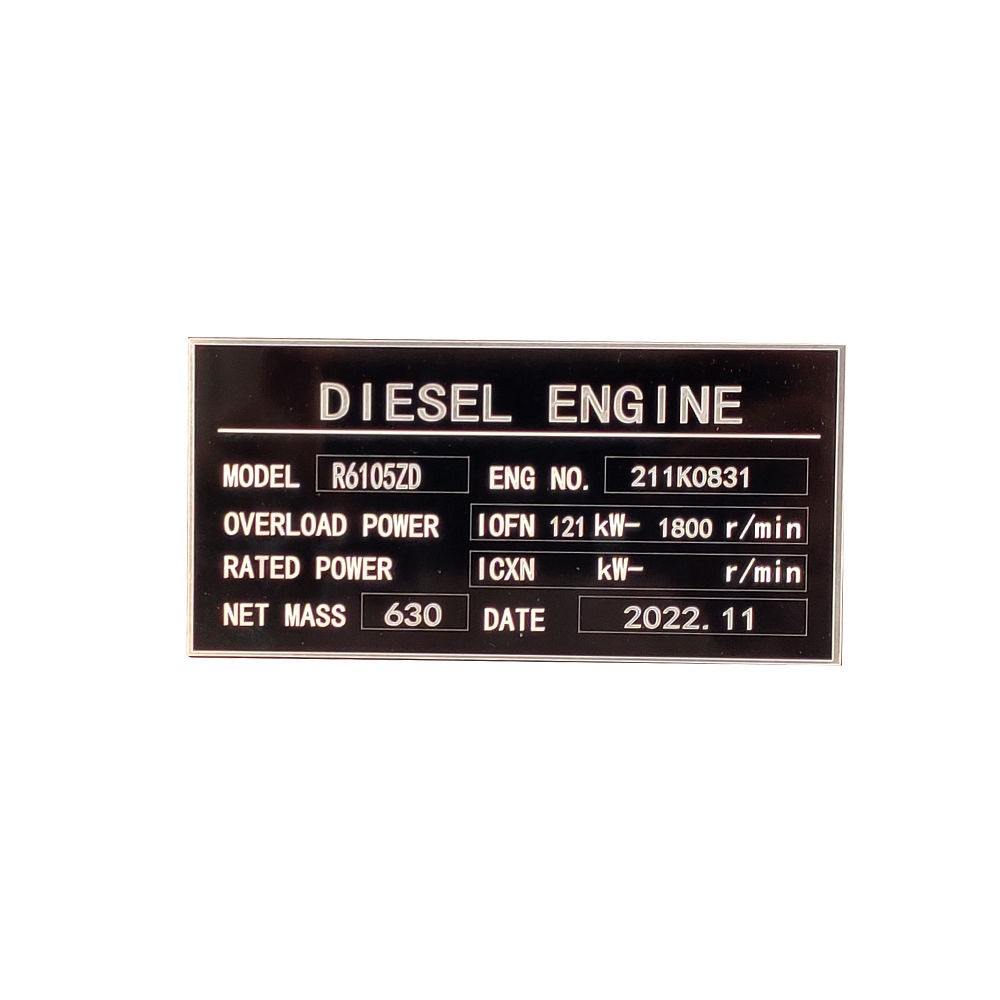 DIESEL ENGINE
MODEL R6105ZD ENG NO. 211K0831
OVERLOAD POWER IOFN 121 kW- 1800 r/min
RATED POWER ICXN kW- r/min
NET MASS 630 DATE 2022.11